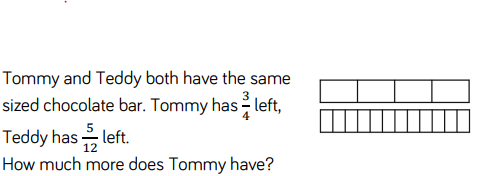 Tommy and Teddy both have the same
sized chocolate bar. Tommy has 3/4 left,
Teddy has 5/12 left.
How much more does Tommy have?